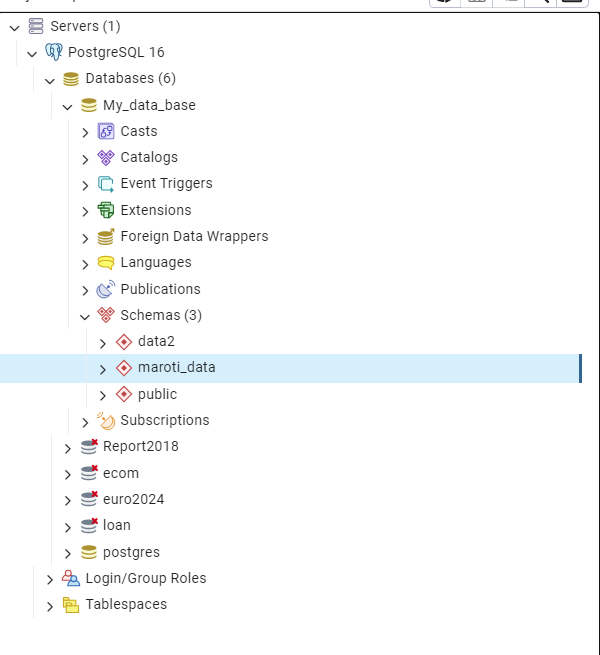 Servers (1)
PostgreSQL 16
Databases (6)
My_data_base
Casts
Catalogs
Event Triggers
Extensions
Foreign Data Wrappers
Languages
Publications
Schemas (3)
data2
maroti_data
public
Subscriptions
Report2018
ecom
euro2024
loan
postgres
Login/Group Roles
Tablespaces